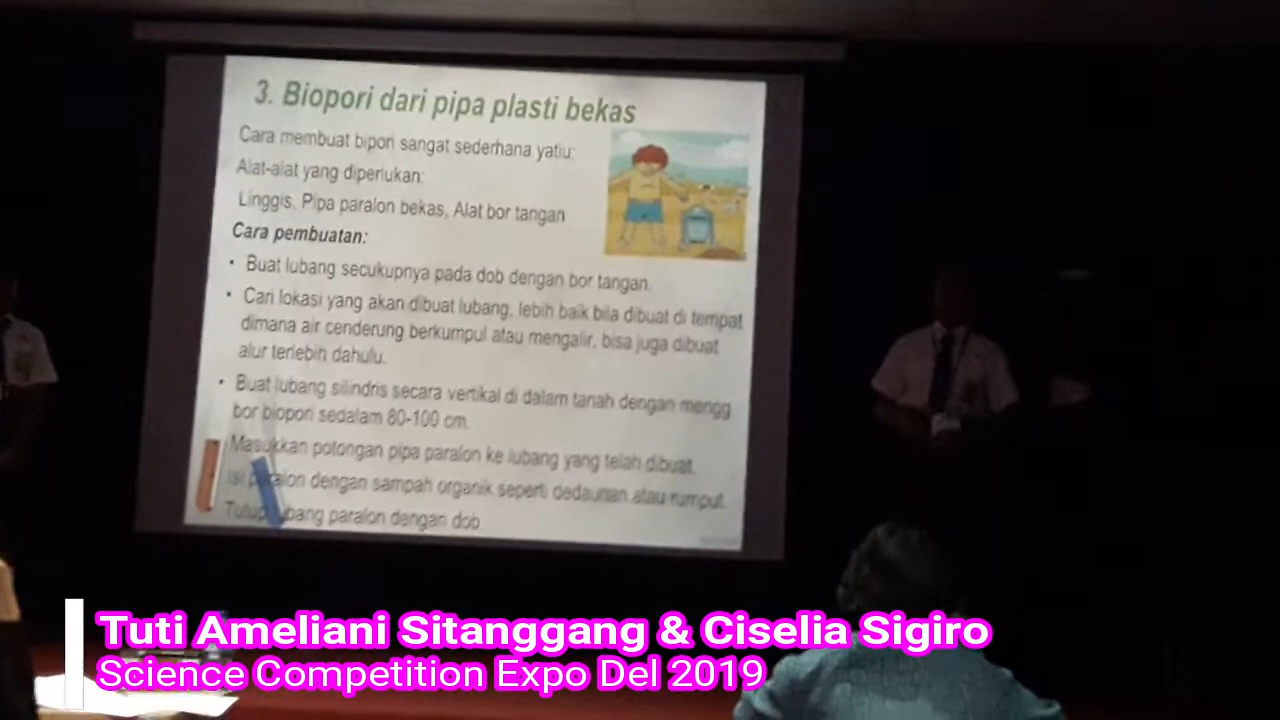 3. Biopori dari pipa plasti bekas
Cara membuat bipori sangat sederhana yatiu:
Alat-alat yang diperlukan:
Linggis, Pipa paralon bekas, Alat bor tangan
Cara pembuatan:
• Buat lubang secukupnya pada dob dengan bor tangan.
• Cari lokasi yang akan dibuat lubang, lebih baik bila dibuat di tempat
dimana air cenderung berkumpul atau mengalir, bisa juga dibuat
alur terlebih dahulu.
• Buat lubang silindris secara vertikal di dalam tanah dengan mengg
bor biopori sedalam 80-100 cm.
Masukkan potongan pipa paralon ke lubang yang telah dibuat.
Isi paralon dengan sampah organik seperti dedaunan atau rumput.
Tutup lubang paralon dengan dob
Tuti Ameliani Sitanggang & Ciselia Sigiro
Science Competition Expo Del 2019